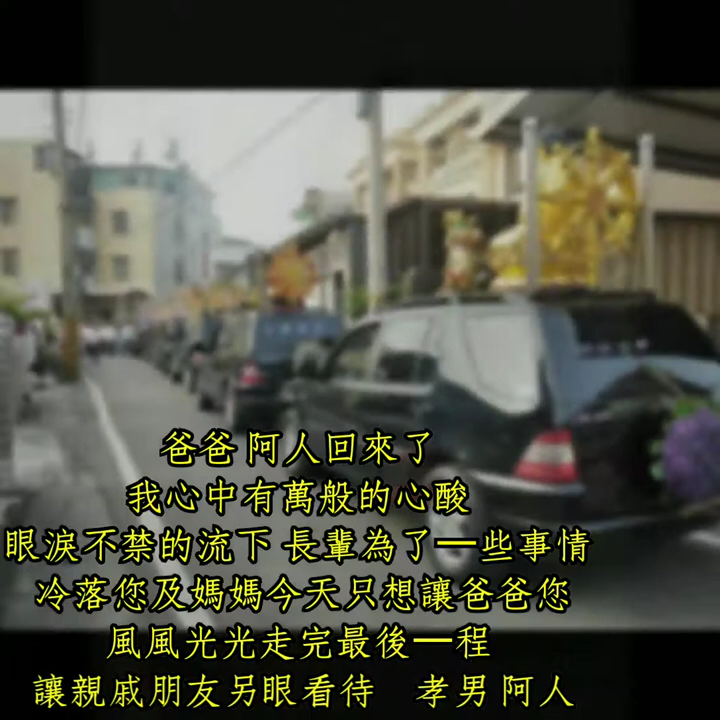 爸爸 阿人回來了
我心中有萬般的心酸
眼淚不禁的流下 長輩為了一些事情
冷落您及媽媽今天只想讓爸爸您
風風光光走完最後一程
讓親戚朋友另眼看待 孝男 阿人